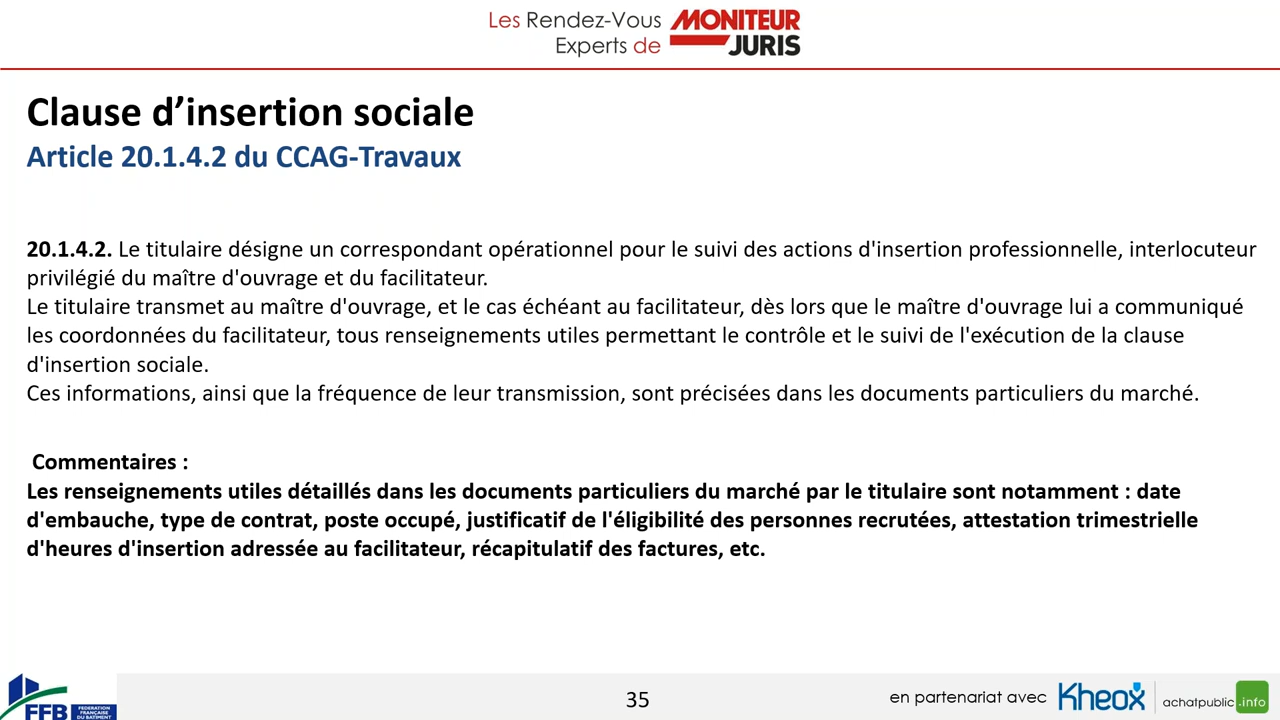 Les Rendez-Vous
Experts de
MONITEUR
JURIS
Clause d’insertion sociale
Article 20.1.4.2 du CCAG-Travaux
20.1.4.2. Le titulaire désigne un correspondant opérationnel pour le suivi des actions d'insertion professionnelle, interlocuteur
privilégié du maître d'ouvrage et du facilitateur.
Le titulaire transmet au maître d'ouvrage, et le cas échéant au facilitateur, dès lors que le maître d'ouvrage lui a communiqué
les coordonnées du facilitateur, tous renseignements utiles permettant le contrôle et le suivi de l'exécution de la clause
d'insertion sociale.
Ces informations, ainsi que la fréquence de leur transmission, sont précisées dans les documents particuliers du marché.
Commentaires :
Les renseignements utiles détaillés dans les documents particuliers du marché par le titulaire sont notamment : date
d'embauche, type de contrat, poste occupé, justificatif de l'éligibilité des personnes recrutées, attestation trimestrielle
d'heures d'insertion adressée au facilitateur, récapitulatif des factures, etc.
FFB
FEDERATION
FRANÇAISE
DU BÂTIMENT
35
en partenariat avec
Kheox
achatpublic.info